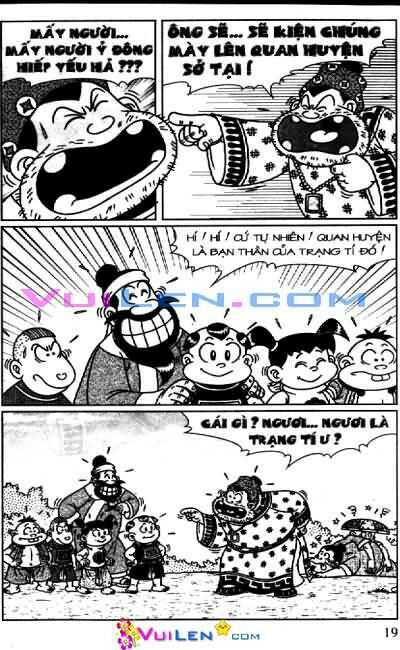 MẤY NGƯỜI...
MẤY NGƯỜI Ỷ ĐÔNG
HIẾP YẾU HẢ ???
ÔNG SẼ... SẼ KIỆN CHÚNG
MÀY LÊN QUAN HUYỆN
SỞ TẠI !
HÍ ! HÍ ! CỨ TỰ NHIÊN ! QUAN HUYỆN
LÀ BẠN THÂN CỦA TRẠNG TÍ ĐÓ !
VUILEN.COM
CÁI GÌ ? NGƯƠI... NGƯƠI LÀ
TRẠNG TÍ Ư ?
19
VUILEN.COM